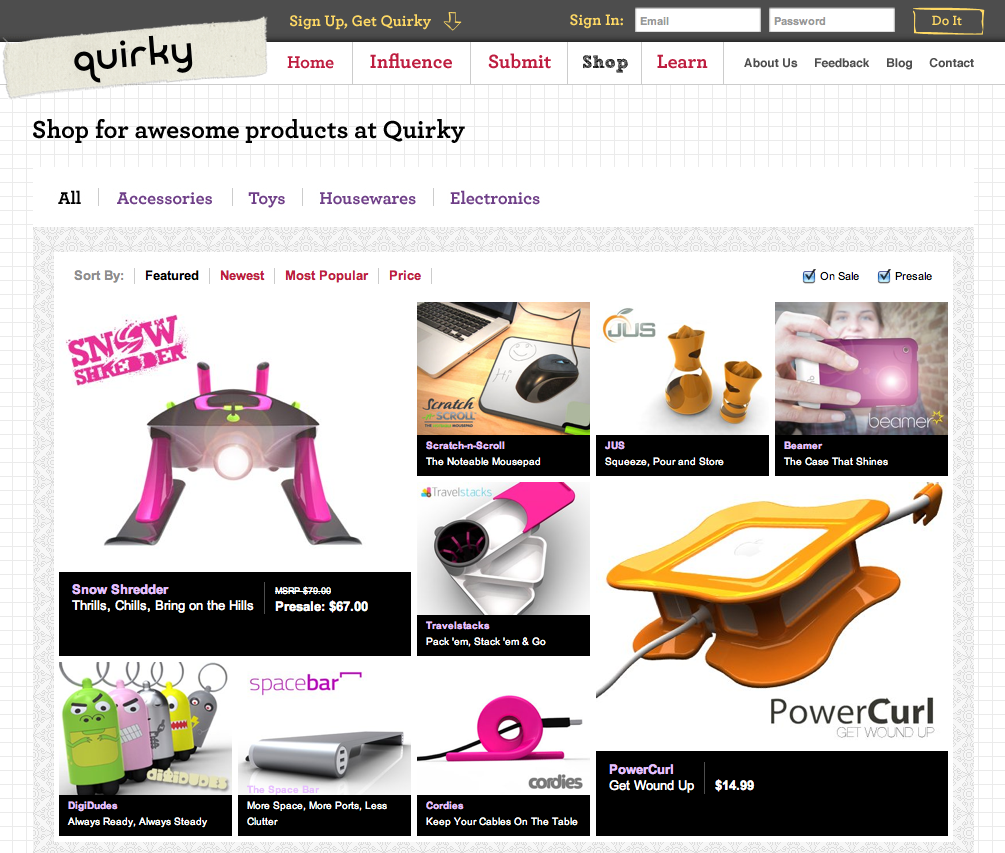 Sign Up, Get Quirky
Sign In:
Email
Password
Do It
quirky
Home
Influence
Submit
Shop
Learn
About Us
Feedback
Blog
Contact
Shop for awesome products at Quirky
All
Accessories
Toys
Housewares
Electronics
Sort By:
Featured
Newest
Most Popular
Price
On Sale
Presale
SNOW
SHREDDER
Snow Shredder
Thrills, Chills, Bring on the Hills
MSRP $79.00
Presale: $67.00
Hi
Scratch
n-SCROLL
Scratch-n-Scroll
The Noteable Mousepad
JUS
JUS
Squeeze, Pour and Store
beamer
Beamer
The Case That Shines
Travelstacks
Travelstacks
Pack 'em, Stack 'em & Go
PowerCurl
GET WOUND UP
PowerCurl
Get Wound Up
$14.99
DIGIDUDES
DigiDudes
Always Ready, Always Steady
spacebar
The Space Bar
More Space, More Ports, Less
Clutter
cordies
Cordies
Keep Your Cables On The Table